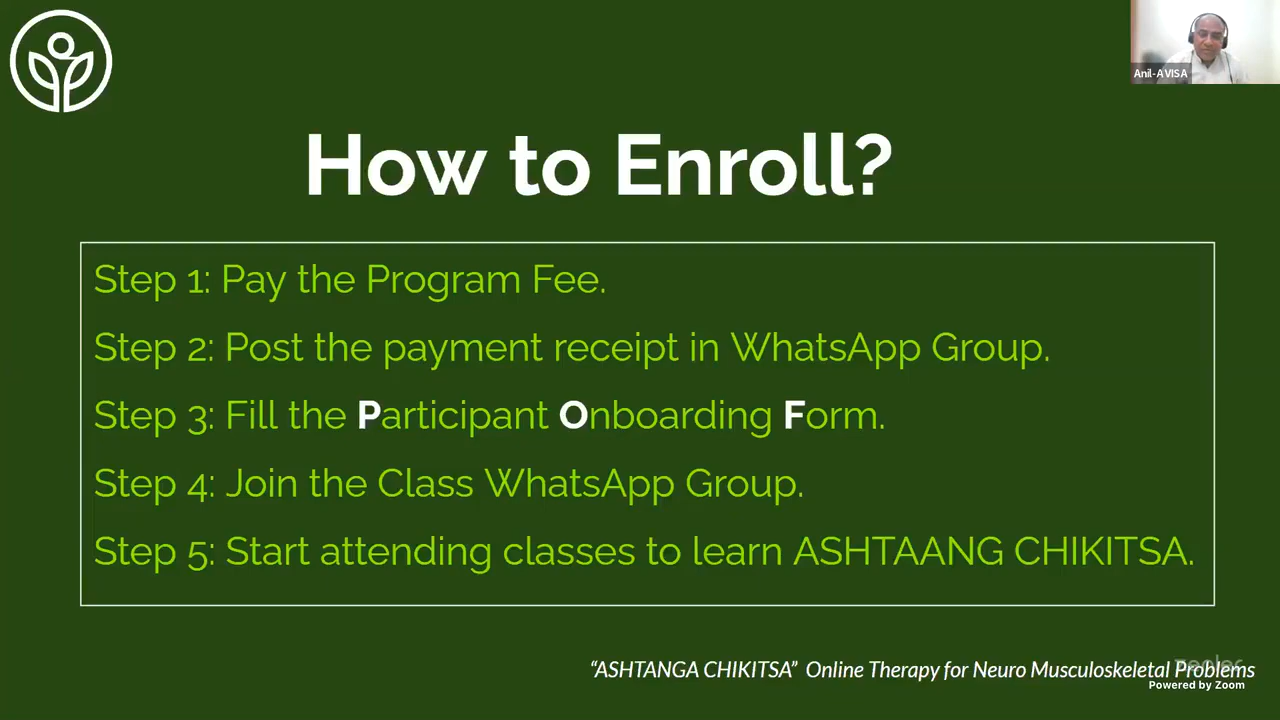 Anil-AVISA
How to Enroll?
Step 1: Pay the Program Fee.
Step 2: Post the payment receipt in WhatsApp Group.
Step 3: Fill the Participant Onboarding Form.
Step 4: Join the Class WhatsApp Group.
Step 5: Start attending classes to learn ASHTAANG CHIKITSA.
“ASHTANGA CHIKITSA” Online Therapy for Neuro Musculoskeletal Problems
Powered by Zoom